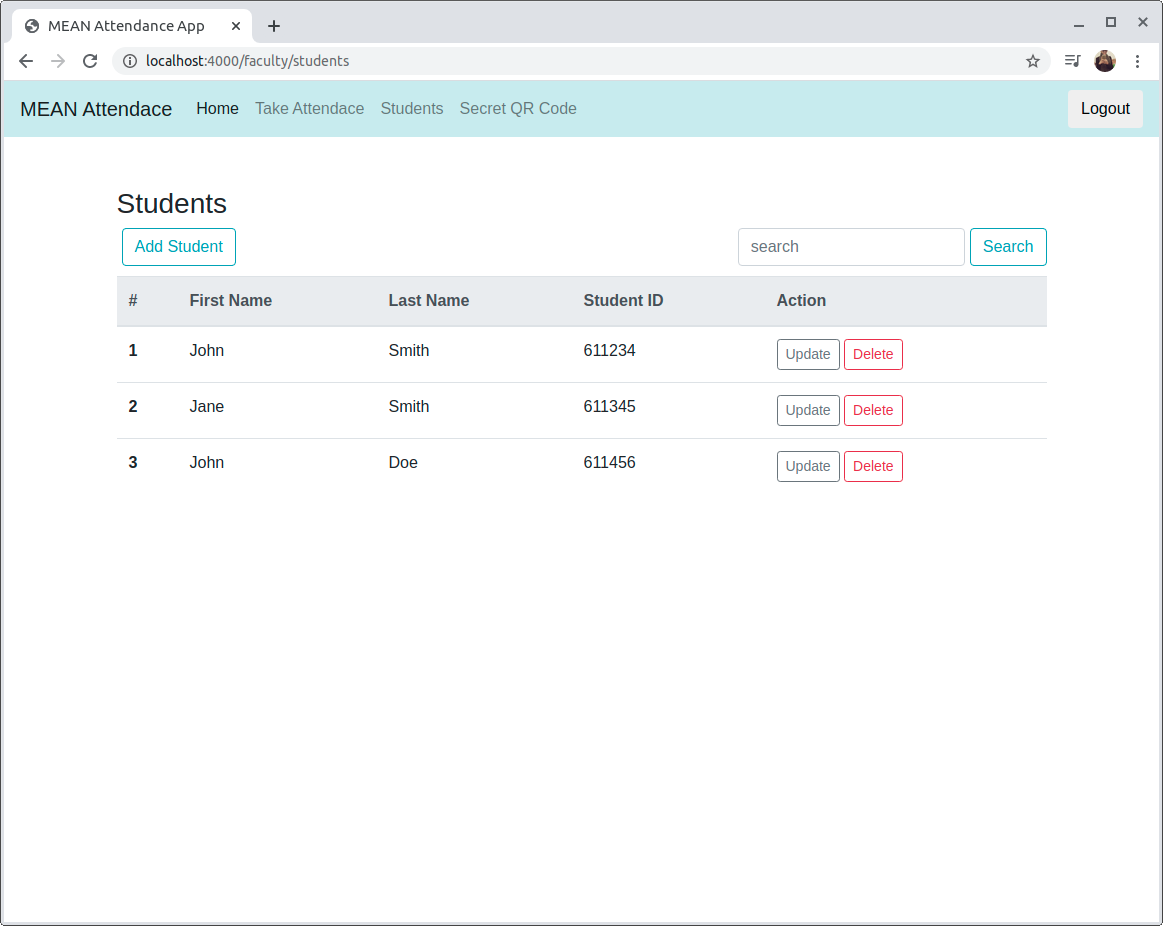 MEAN Attendance App
localhost:4000/faculty/students
MEAN Attendace Home Take Attendace Students Secret QR Code Logout
Students
Add Student search Search
# First Name Last Name Student ID Action
1 John Smith 611234 Update Delete
2 Jane Smith 611345 Update Delete
3 John Doe 611456 Update Delete